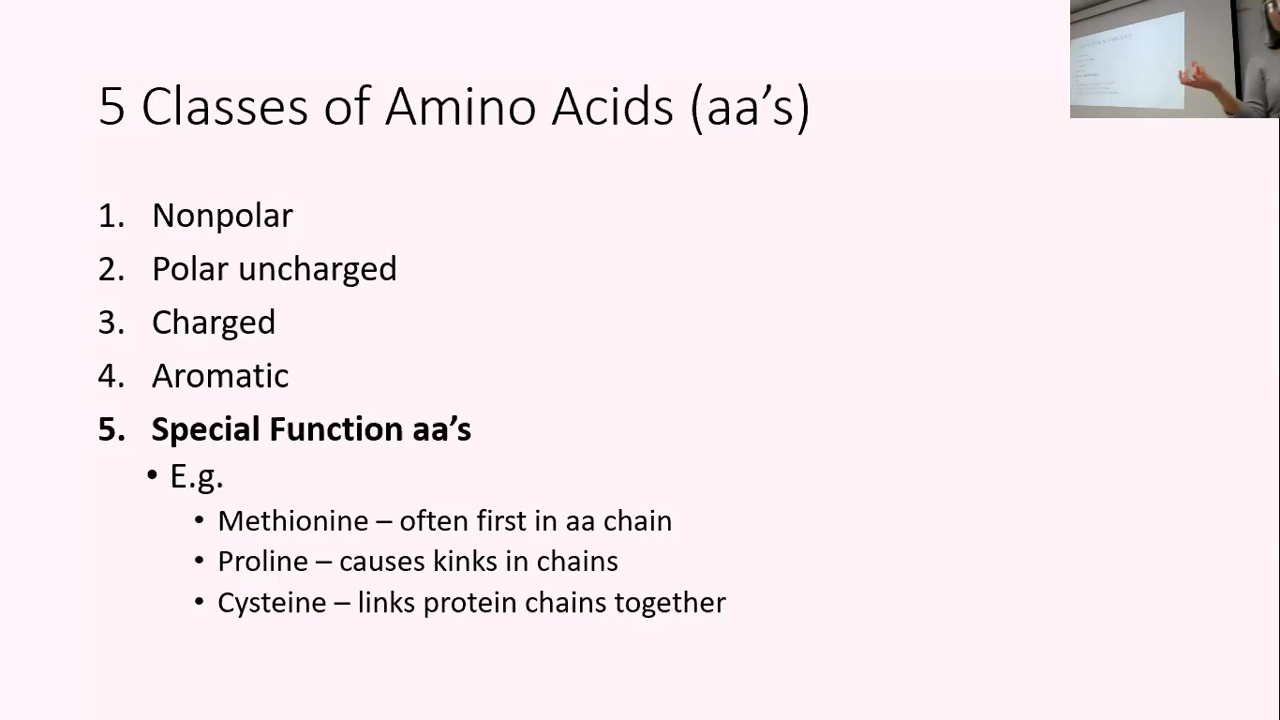 5 Classes of Amino Acids (aa’s)
1. Nonpolar
2. Polar uncharged
3. Charged
4. Aromatic
5. Special Function aa’s
• E.g.
• Methionine – often first in aa chain
• Proline – causes kinks in chains
• Cysteine – links protein chains together